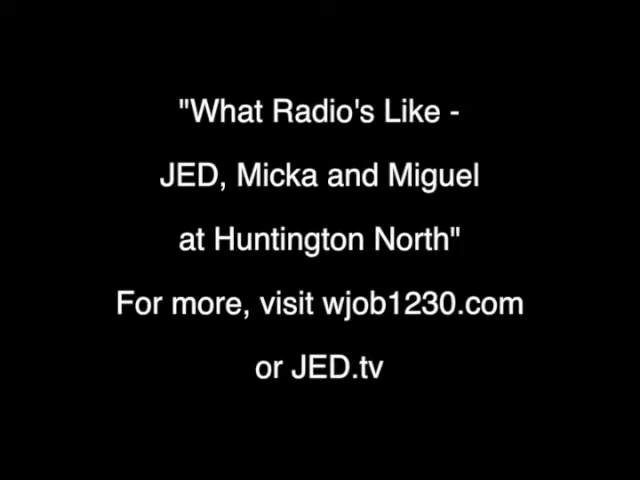 "What Radio's Like -
JED, Micka and Miguel
at Huntington North"
For more, visit wjob1230.com
or JED.tv